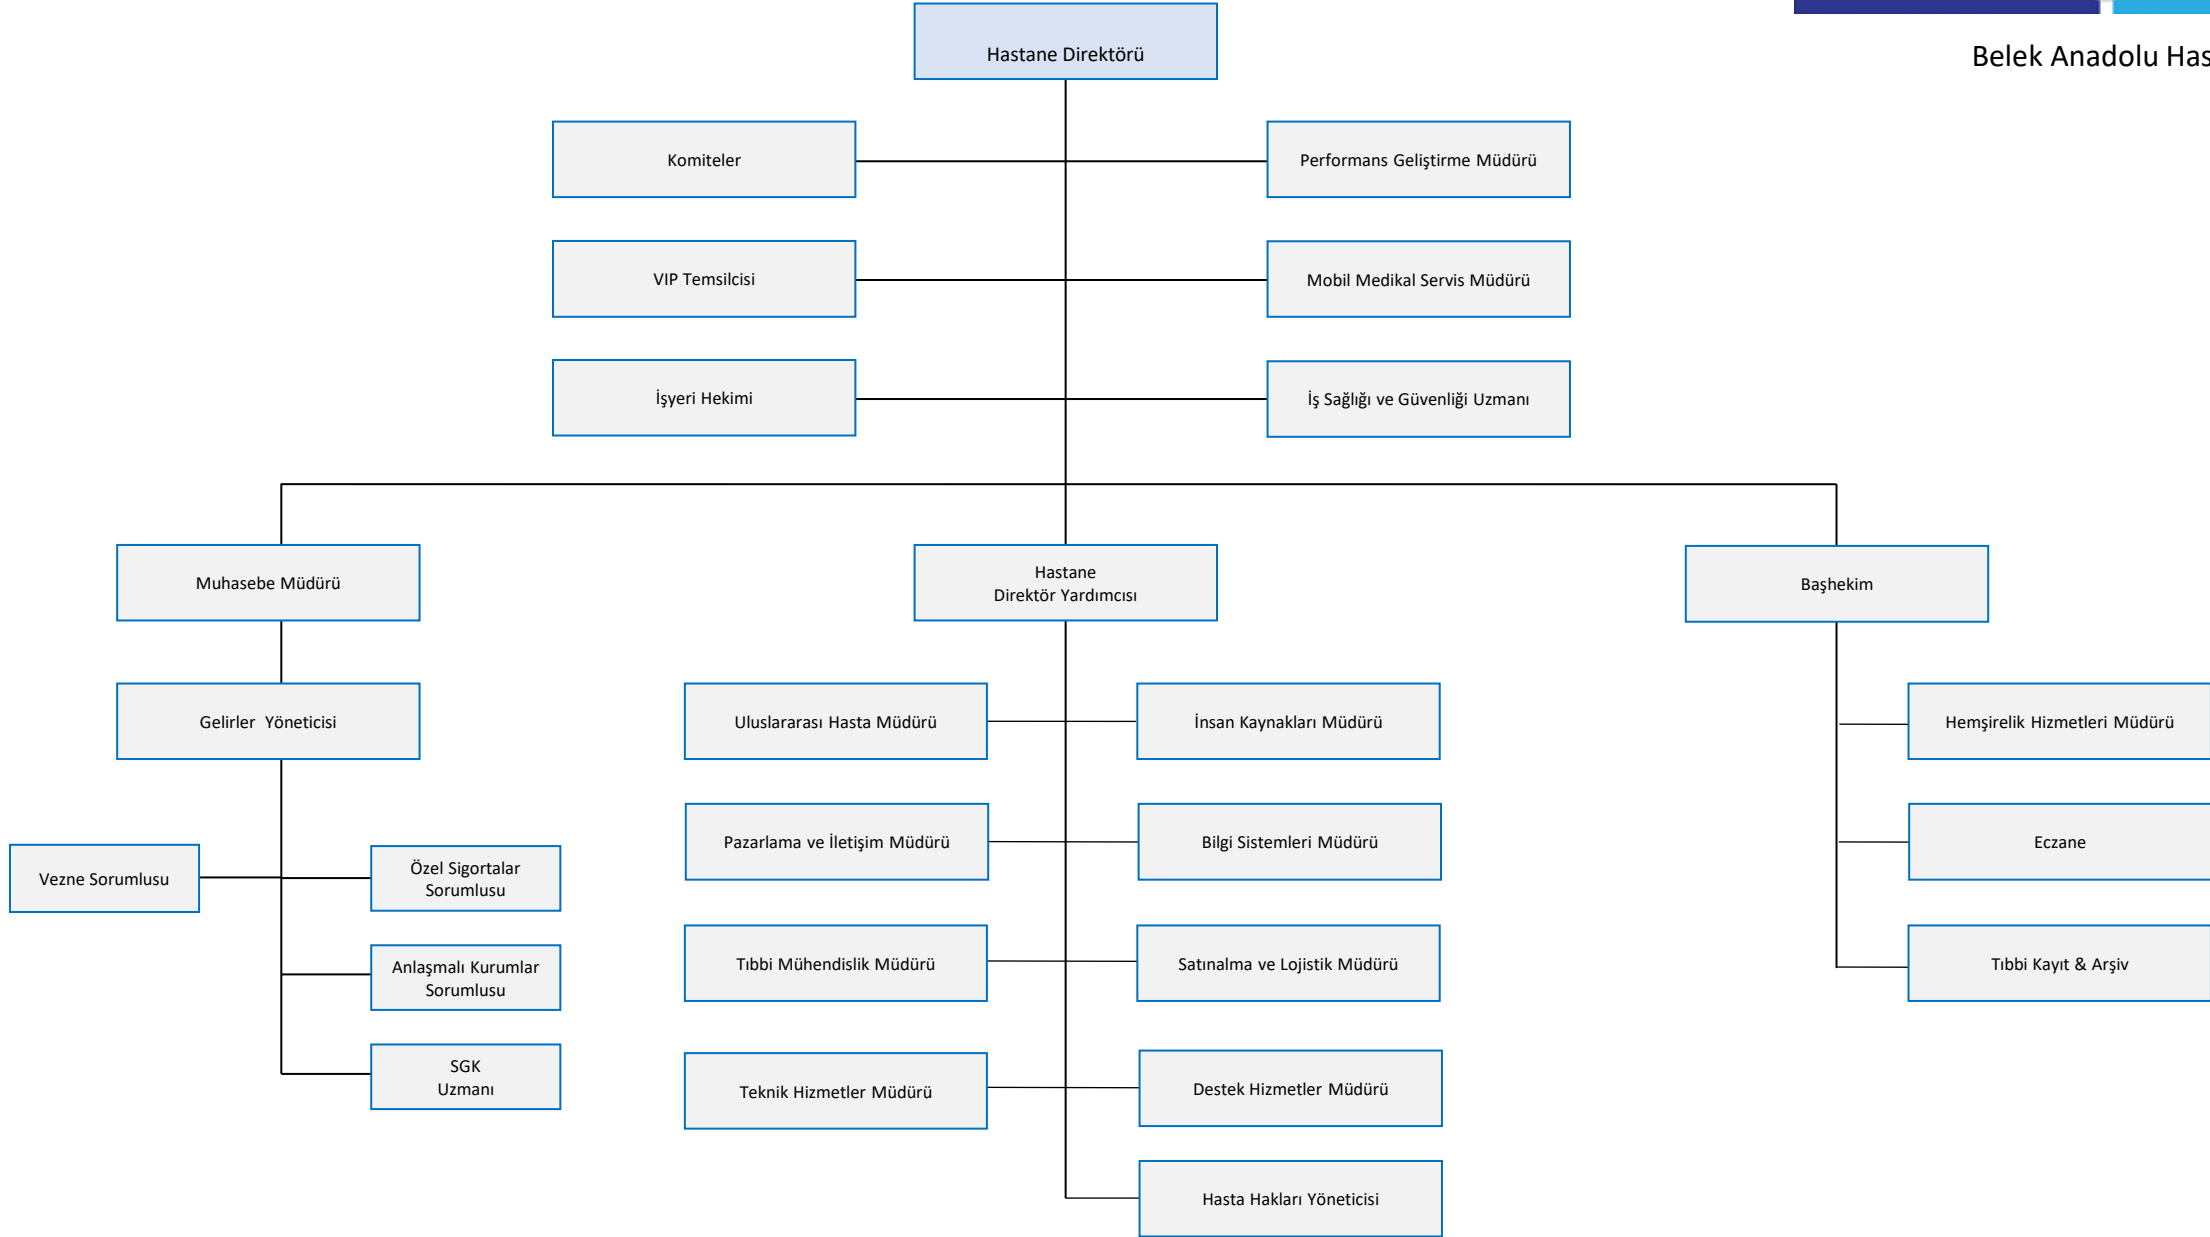 Hastane Direktörü
Belek Anadolu Has
Komiteler
Performans Geliştirme Müdürü
VIP Temsilcisi
Mobil Medikal Servis Müdürü
İşyeri Hekimi
İş Sağlığı ve Güvenliği Uzmanı
Muhasebe Müdürü
Hastane
Direktör Yardımcısı
Başhekim
Gelirler Yöneticisi
Uluslararası Hasta Müdürü
İnsan Kaynakları Müdürü
Hemşirelik Hizmetleri Müdürü
Pazarlama ve İletişim Müdürü
Bilgi Sistemleri Müdürü
Eczane
Vezne Sorumlusu
Özel Sigortalar
Sorumlusu
Tıbbi Mühendislik Müdürü
Satınalma ve Lojistik Müdürü
Tıbbi Kayıt & Arşiv
Anlaşmalı Kurumlar
Sorumlusu
SGK
Uzmanı
Teknik Hizmetler Müdürü
Destek Hizmetler Müdürü
Hasta Hakları Yöneticisi